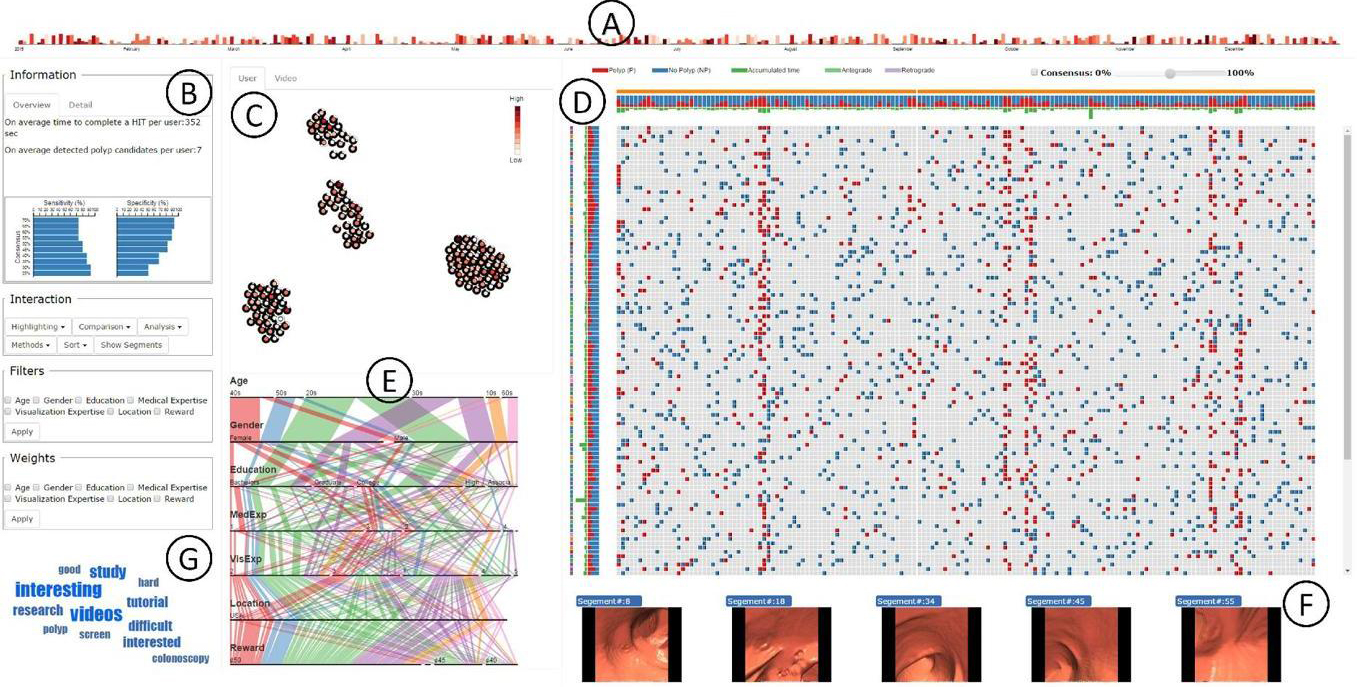 A
2015 February March April May June July August September October November December
Information
B
Overview Detail
On average time to complete a HIT per user:352
sec
On average detected polyp candidates per user:7
Sensitivity (%) Specificity (%)
Consensus
Interaction
Highlighting Comparison Analysis
Methods Sort Show Segments
Filters
Age Gender Education Medical Expertise
Visualization Expertise Location Reward
Apply
Weights
Age Gender Education Medical Expertise
Visualization Expertise Location Reward
Apply
G
good study hard
interesting
tutorial
research videos
polyp screen difficult
interested
colonoscopy
User Video
C
High
Low
E
Age
40s 50s 20s 30s 10s 60s
Gender
Female Male
Education
Bachelors Graduate College High Associa
MedExp
VisExp
Location
Reward
¢50 ¢45 ¢40
Polyp (P) No Polyp (NP) Accumulated time Antegrade Retrograde
Consensus: 0% 100%
D
Segement#:8 Segement#:18 Segement#:34 Segement#:45 Segement#:55
F